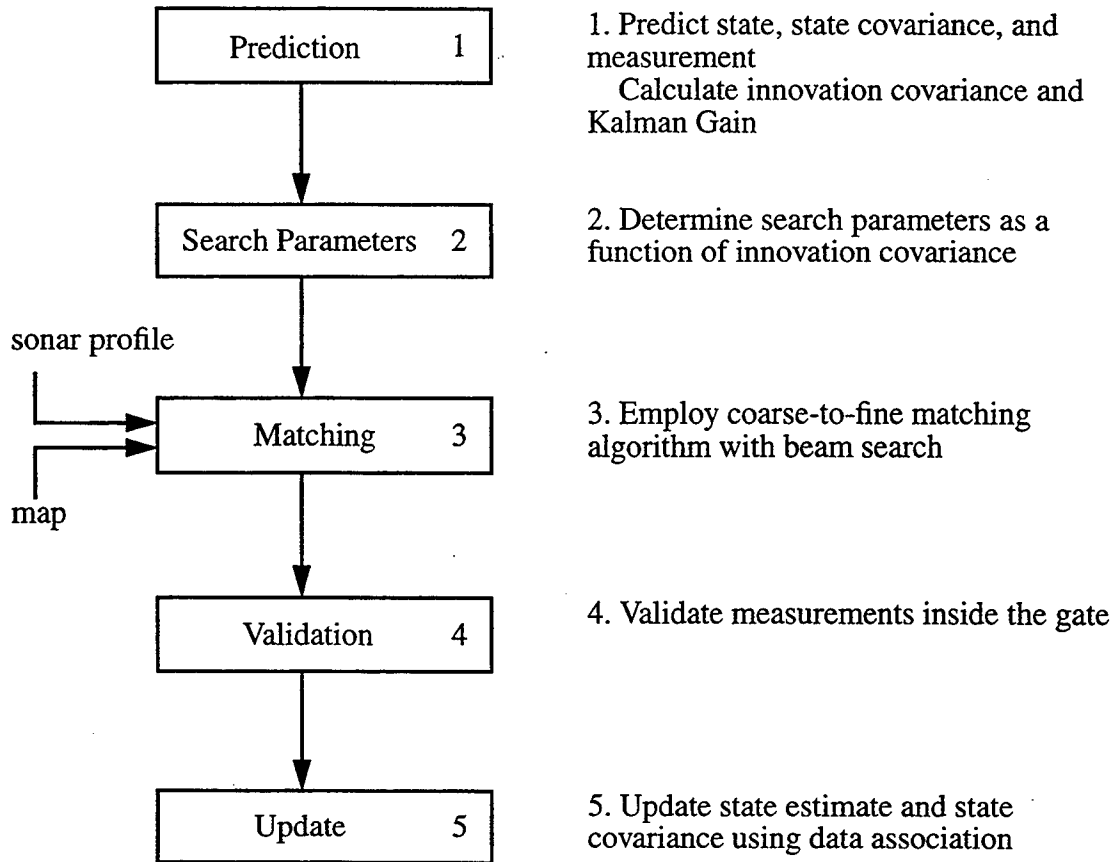 Prediction 1
1. Predict state, state covariance, and
measurement
Calculate innovation covariance and
Kalman Gain
Search Parameters 2
2. Determine search parameters as a
function of innovation covariance
sonar profile
Matching 3
3. Employ coarse-to-fine matching
algorithm with beam search
map
Validation 4
4. Validate measurements inside the gate
Update 5
5. Update state estimate and state
covariance using data association